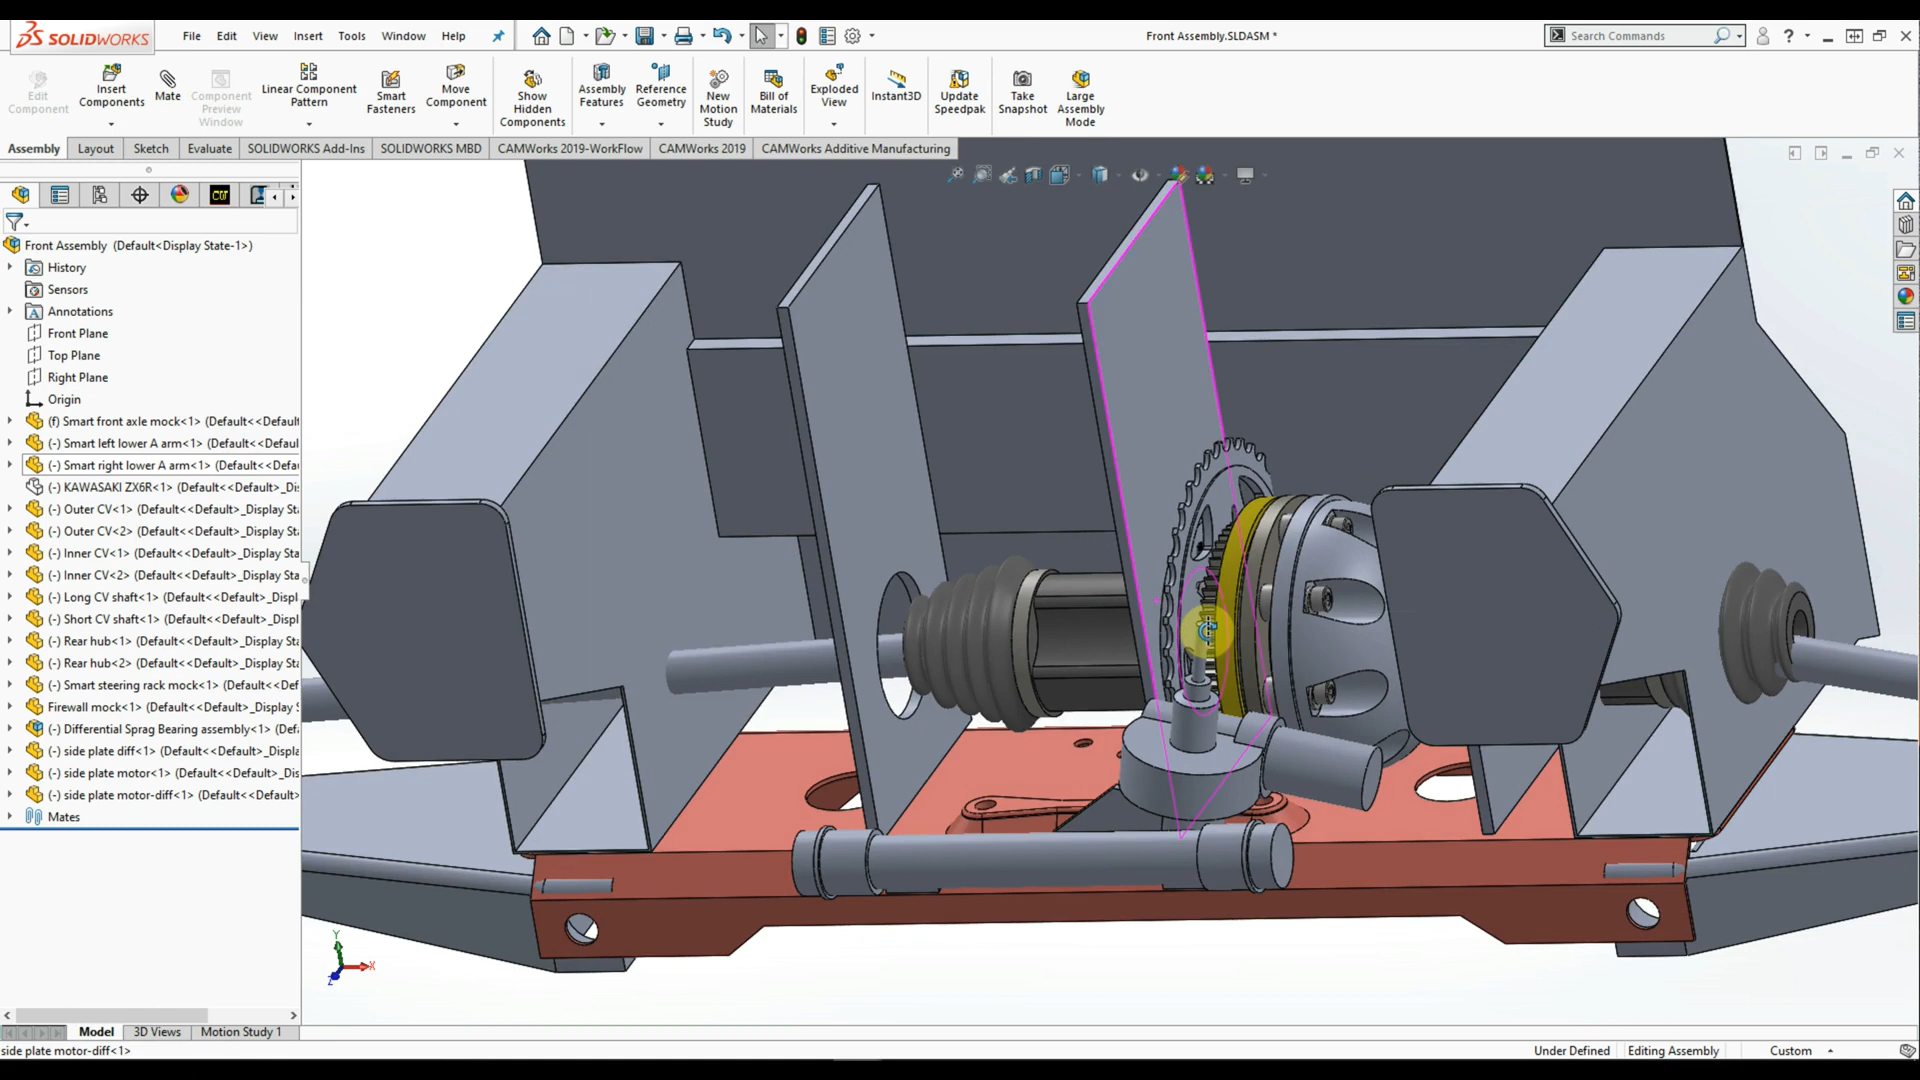 SOLIDWORKS File Edit View Insert Tools Window Help Front Assembly.SLDASM * Search Commands
Edit Component
Insert Components
Mate
Component Preview Window
Linear Component Pattern
Smart Fasteners
Move Component
Show Hidden Components
Assembly Features
Reference Geometry
New Motion Study
Bill of Materials
Exploded View
Instant3D
Update Speedpak
Take Snapshot
Large Assembly Mode
Assembly Layout Sketch Evaluate SOLIDWORKS Add-Ins SOLIDWORKS MBD CAMWorks 2019-WorkFlow CAMWorks 2019 CAMWorks Additive Manufacturing
CW
Front Assembly (Default<Display State-1>)
History
Sensors
A Annotations
Front Plane
Top Plane
Right Plane
Origin
(f) Smart front axle mock<1> (Default<<Default
(-) Smart left lower A arm<1> (Default<<Defaul
(-) Smart right lower A arm<1> (Default<<Defa
(-) KAWASAKI ZX6R<1> (Default<<Default>_Di
(-) Outer CV<1> (Default<<Default>_Display Sta
(-) Outer CV<2> (Default<<Default>_Display Sta
(-) Inner CV<1> (Default<<Default>_Display Sta
(-) Inner CV<2> (Default<<Default>_Display Sta
(-) Long CV shaft<1> (Default<<Default>_Displ
(-) Short CV shaft<1> (Default<<Default>_Displ
(-) Rear hub<1> (Default<<Default>_Display Sta
(-) Rear hub<2> (Default<<Default>_Display Sta
(-) Smart steering rack mock<1> (Default<<Def
Firewall mock<1> (Default<<Default>_Display S
(-) Differential Sprag Bearing assembly<1> (Def
(-) side plate diff<1> (Default<<Default>_Displa
(-) side plate motor<1> (Default<<Default>_Dis
(-) side plate motor-diff<1> (Default<<Default>
Mates
Y
X
Z
Model 3D Views Motion Study 1
side plate motor-diff<1> Under Defined Editing Assembly Custom